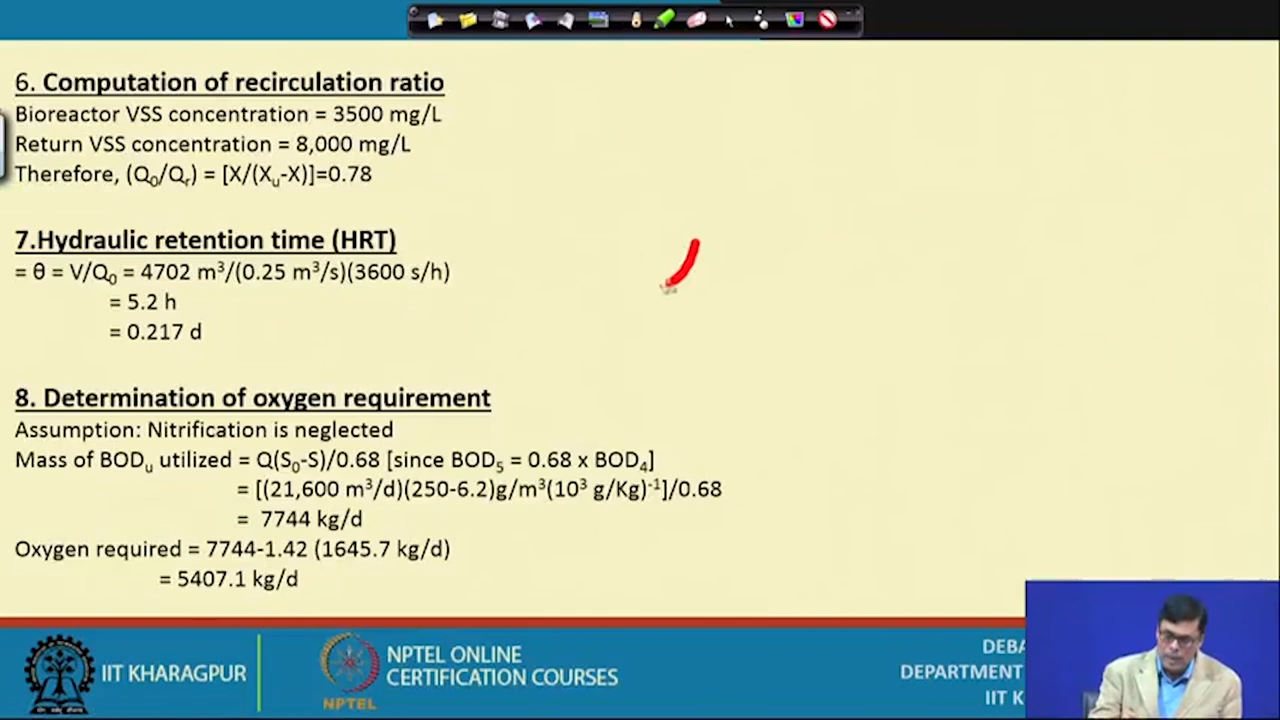 6. Computation of recirculation ratio
Bioreactor VSS concentration = 3500 mg/L
Return VSS concentration = 8,000 mg/L
Therefore, (Q₀/Qᵣ) = [X/(Xᵤ-X)]=0.78
7.Hydraulic retention time (HRT)
= θ = V/Q₀ = 4702 m³/(0.25 m³/s)(3600 s/h)
= 5.2 h
= 0.217 d
8. Determination of oxygen requirement
Assumption: Nitrification is neglected
Mass of BODᵤ utilized = Q(S₀-S)/0.68 [since BOD₅ = 0.68 x BOD₄]
= [(21,600 m³/d)(250-6.2)g/m³(10³ g/Kg)⁻¹]/0.68
= 7744 kg/d
Oxygen required = 7744-1.42 (1645.7 kg/d)
= 5407.1 kg/d
IIT KHARAGPUR
NPTEL
NPTEL ONLINE
CERTIFICATION COURSES
DEBA
DEPARTMENT
IIT K